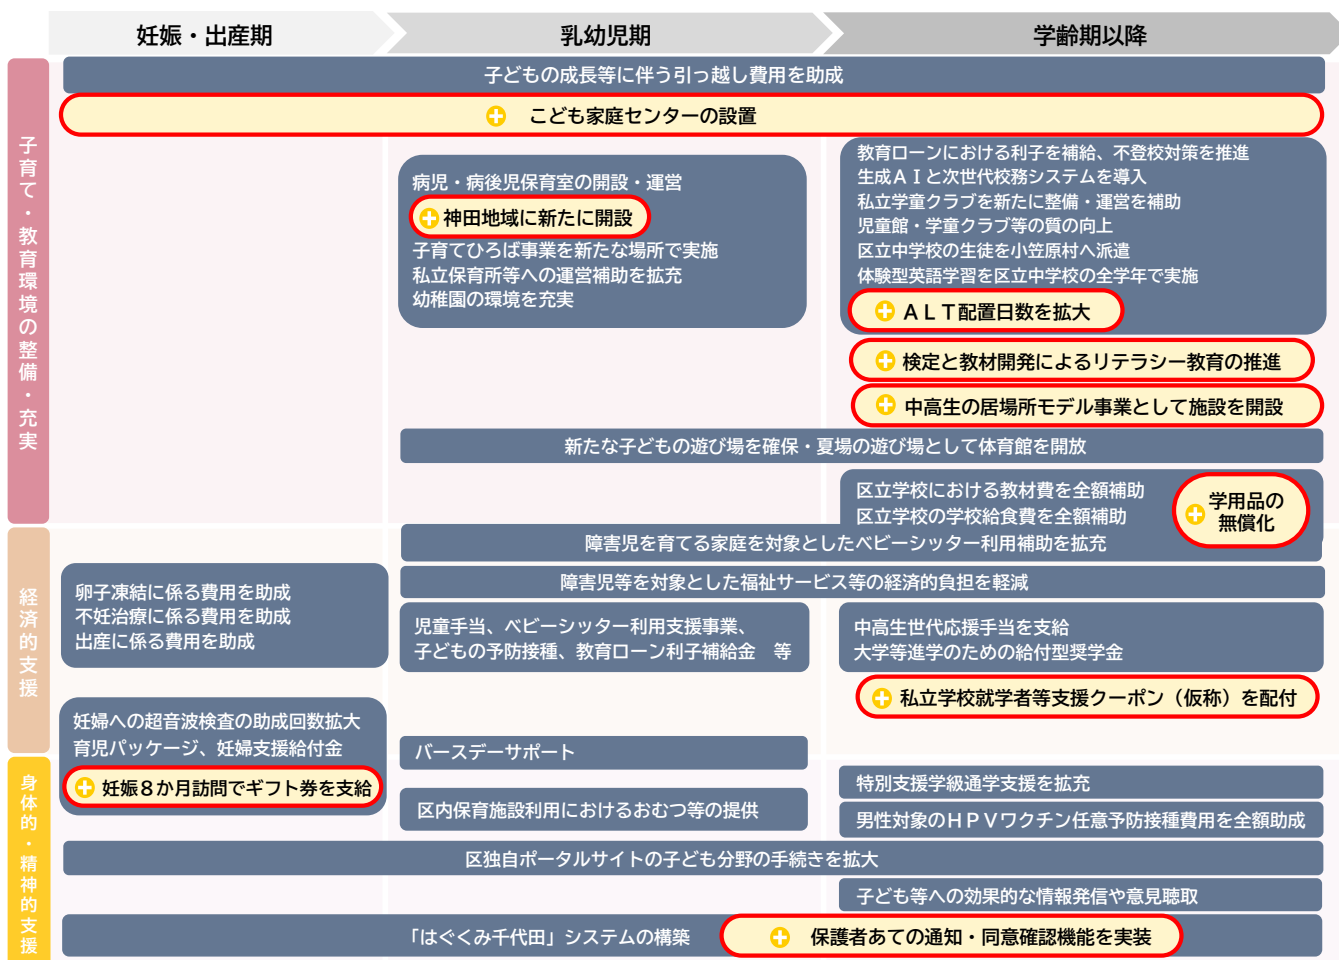 妊娠・出産期
乳幼児期
学齢期以降
子育て・教育環境の整備・充実
子どもの成長等に伴う引っ越し費用を助成
こども家庭センターの設置
病児・病後児保育室の開設・運営
神田地域に新たに開設
子育てひろば事業を新たな場所で実施
私立保育所等への運営補助を拡充
幼稚園の環境を充実
教育ローンにおける利子を補給、不登校対策を推進
生成ＡＩと次世代校務システムを導入
私立学童クラブを新たに整備・運営を補助
児童館・学童クラブ等の質の向上
区立中学校の生徒を小笠原村へ派遣
体験型英語学習を区立中学校の全学年で実施
ＡＬＴ配置日数を拡大
検定と教材開発によるリテラシー教育の推進
中高生の居場所モデル事業として施設を開設
新たな子どもの遊び場を確保・夏場の遊び場として体育館を開放
区立学校における教材費を全額補助
区立学校の学校給食費を全額補助
学用品の
無償化
経済的支援
障害児を育てる家庭を対象としたベビーシッター利用補助を拡充
障害児等を対象とした福祉サービス等の経済的負担を軽減
卵子凍結に係る費用を助成
不妊治療に係る費用を助成
出産に係る費用を助成
児童手当、ベビーシッター利用支援事業、
子どもの予防接種、教育ローン利子補給金　等
中高生世代応援手当を支給
大学等進学のための給付型奨学金
私立学校就学者等支援クーポン（仮称）を配付
妊婦への超音波検査の助成回数拡大
育児パッケージ、妊婦支援給付金
妊娠８か月訪問でギフト券を支給
バースデーサポート
身体的・精神的支援
区内保育施設利用におけるおむつ等の提供
特別支援学級通学支援を拡充
男性対象のＨＰＶワクチン任意予防接種費用を全額助成
区独自ポータルサイトの子ども分野の手続きを拡大
子ども等への効果的な情報発信や意見聴取
「はぐくみ千代田」システムの構築
保護者あての通知・同意確認機能を実装